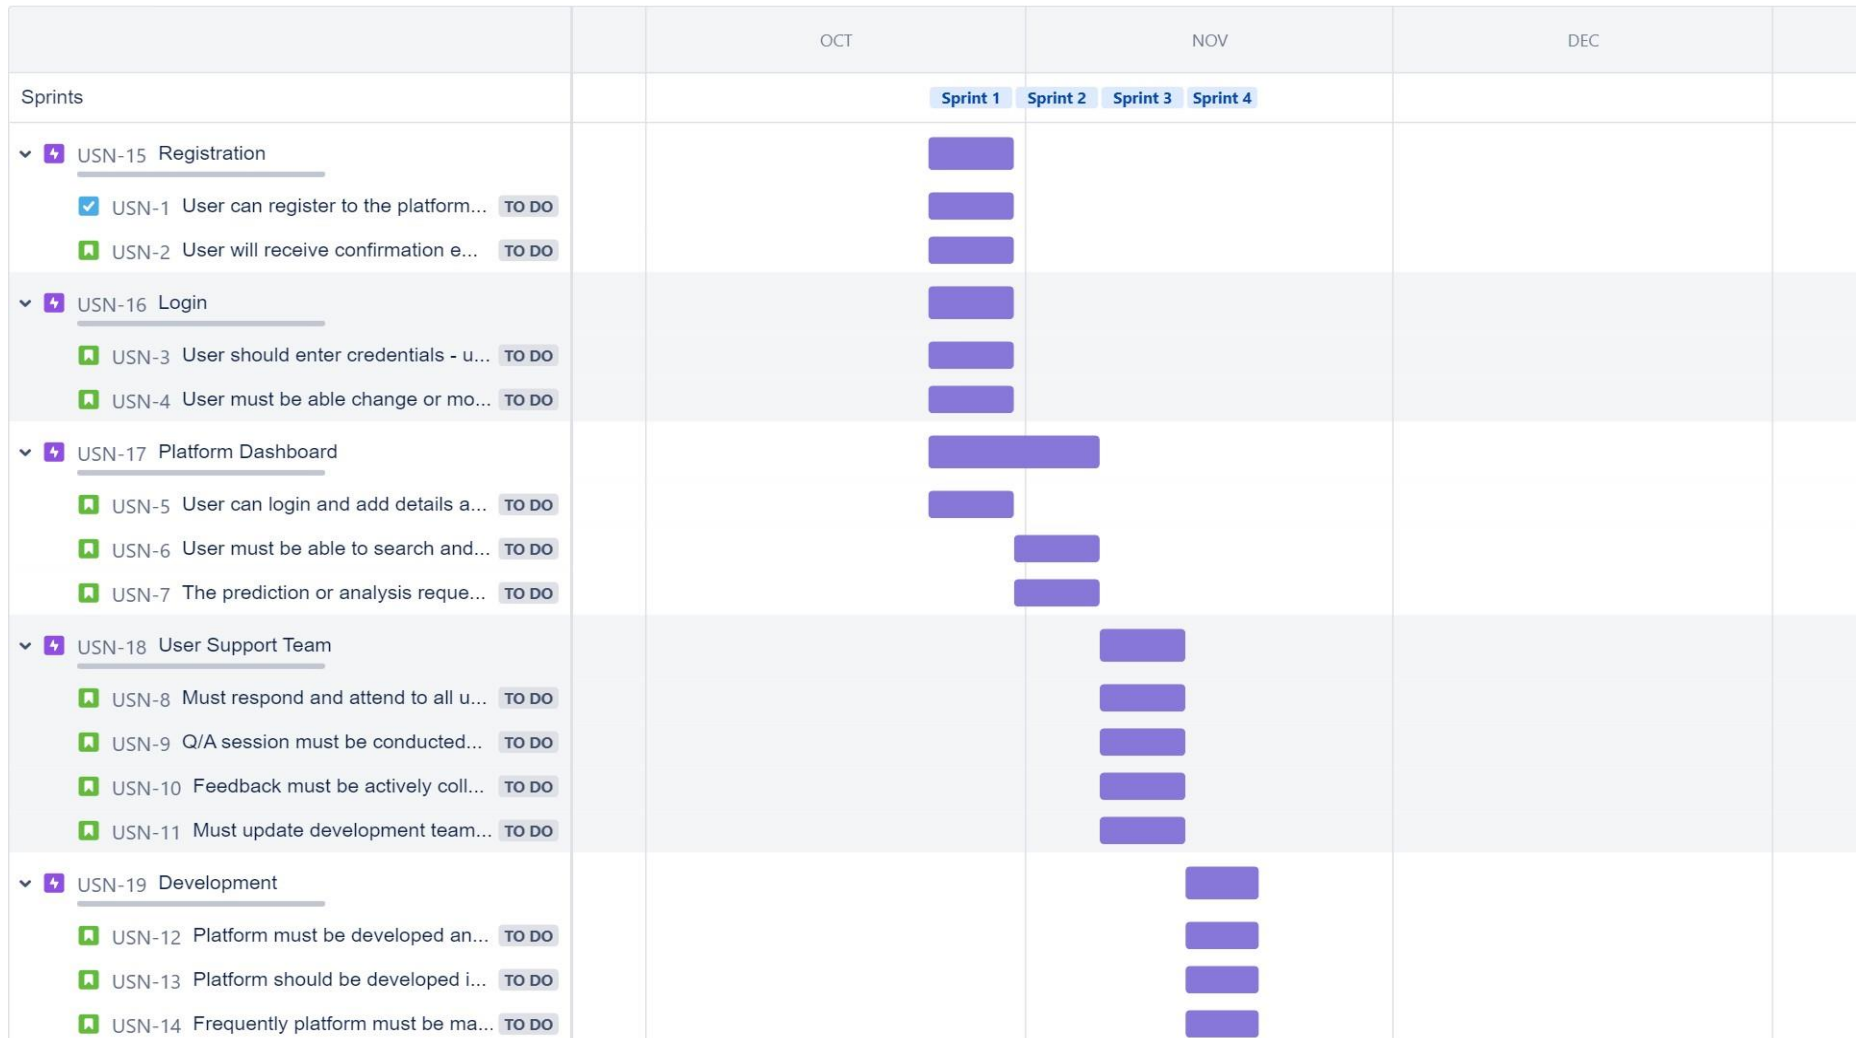 OCT NOV DEC
Sprints Sprint 1 Sprint 2 Sprint 3 Sprint 4
USN-15 Registration
USN-1 User can register to the platform... TO DO
USN-2 User will receive confirmation e... TO DO
USN-16 Login
USN-3 User should enter credentials - u... TO DO
USN-4 User must be able change or mo... TO DO
USN-17 Platform Dashboard
USN-5 User can login and add details a... TO DO
USN-6 User must be able to search and... TO DO
USN-7 The prediction or analysis reque... TO DO
USN-18 User Support Team
USN-8 Must respond and attend to all u... TO DO
USN-9 Q/A session must be conducted... TO DO
USN-10 Feedback must be actively coll... TO DO
USN-11 Must update development team... TO DO
USN-19 Development
USN-12 Platform must be developed an... TO DO
USN-13 Platform should be developed i... TO DO
USN-14 Frequently platform must be ma... TO DO